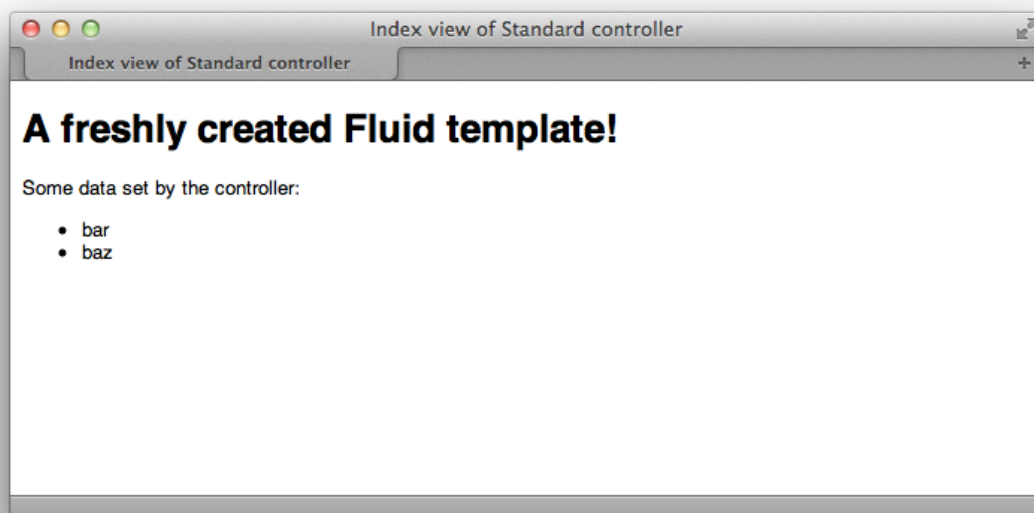 Index view of Standard controller
Index view of Standard controller
A freshly created Fluid template!
Some data set by the controller:
• bar
• baz